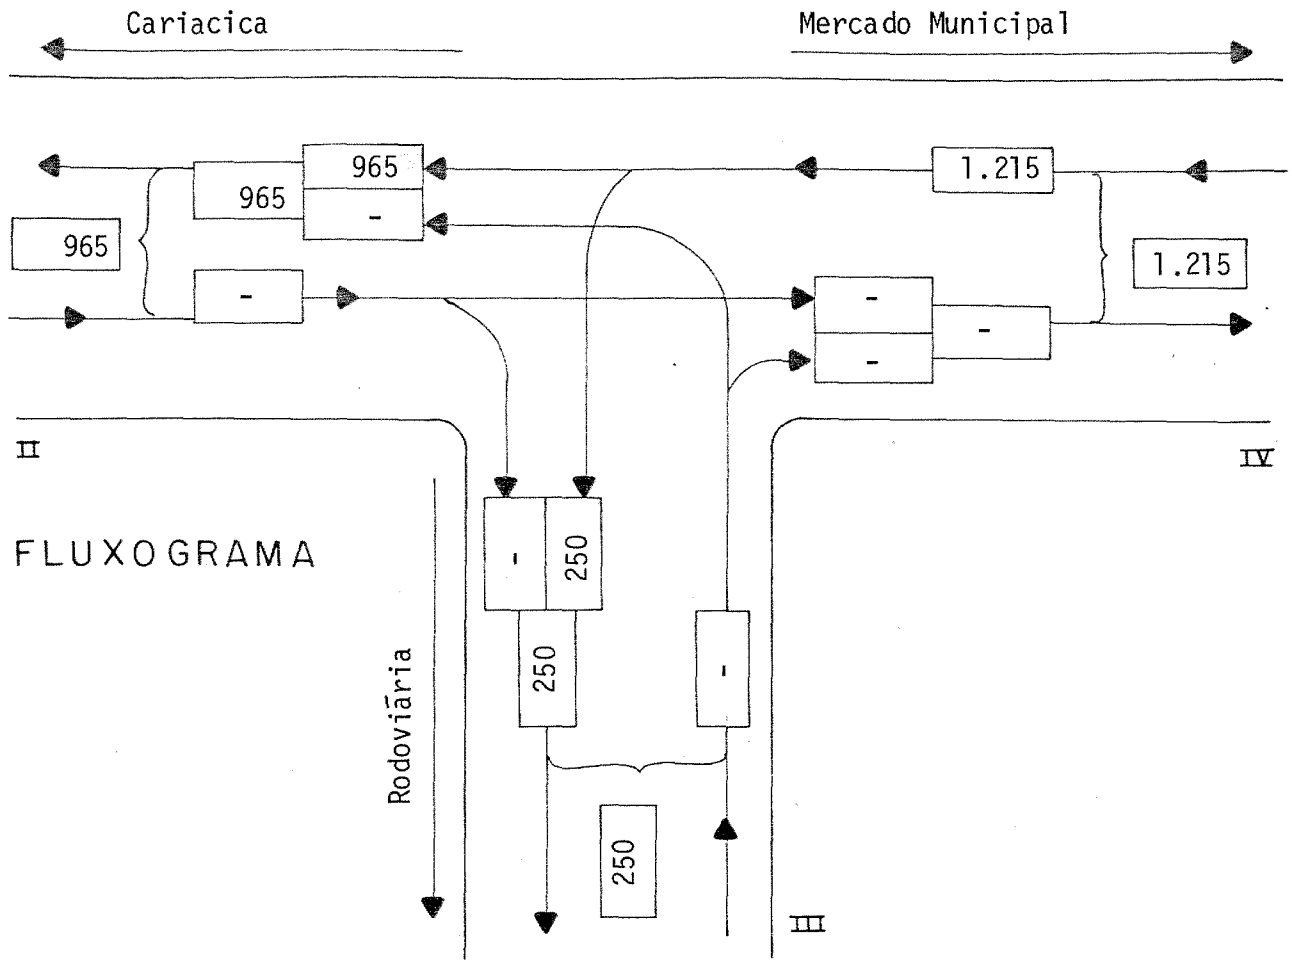 Cariacica
Mercado Municipal
965
1.215
965
-
965
1.215
-
-
-
-
II
IV
FLUXOGRAMA
-
250
250
-
Rodoviária
250
III